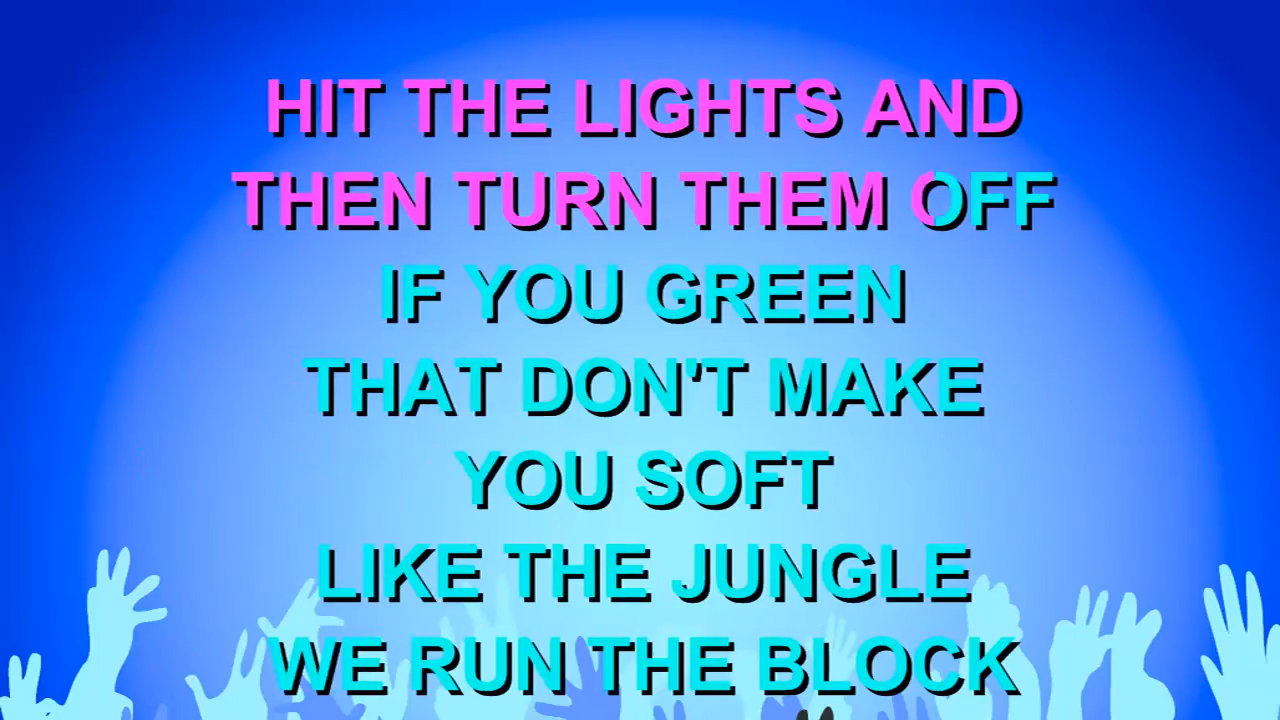 HIT THE LIGHTS AND
THEN TURN THEM OFF
IF YOU GREEN
THAT DON'T MAKE
YOU SOFT
LIKE THE JUNGLE
WE RUN THE BLOCK